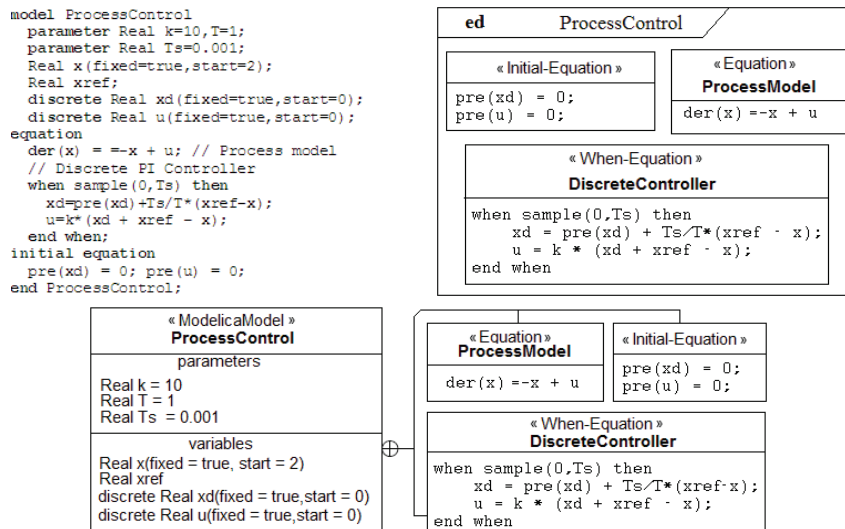 model ProcessControl
parameter Real k=10,T=1;
parameter Real Ts=0.001;
Real x(fixed=true,start=2);
Real xref;
discrete Real xd(fixed=true,start=0);
discrete Real u(fixed=true,start=0);
equation
der(x) = =-x + u; // Process model
// Discrete PI Controller
when sample(0,Ts) then
xd=pre(xd)+Ts/T*(xref-x);
u=k*(xd + xref - x);
end when;
initial equation
pre(xd) = 0; pre(u) = 0;
end ProcessControl;
ed ProcessControl
«Initial-Equation»
pre(xd) = 0;
pre(u) = 0;
«Equation»
ProcessModel
der(x) =-x + u
«When-Equation»
DiscreteController
when sample(0,Ts) then
xd = pre(xd) + Ts/T*(xref - x);
u = k * (xd + xref - x);
end when
«ModelicaModel»
ProcessControl
parameters
Real k = 10
Real T = 1
Real Ts = 0.001
variables
Real x(fixed = true, start = 2)
Real xref
discrete Real xd(fixed = true,start = 0)
discrete Real u(fixed = true,start = 0)
«Equation»
ProcessModel
der(x) =-x + u
«Initial-Equation»
pre(xd) = 0;
pre(u) = 0;
«When-Equation»
DiscreteController
when sample(0,Ts) then
xd = pre(xd) + Ts/T*(xref-x);
u = k * (xd + xref - x);
end when